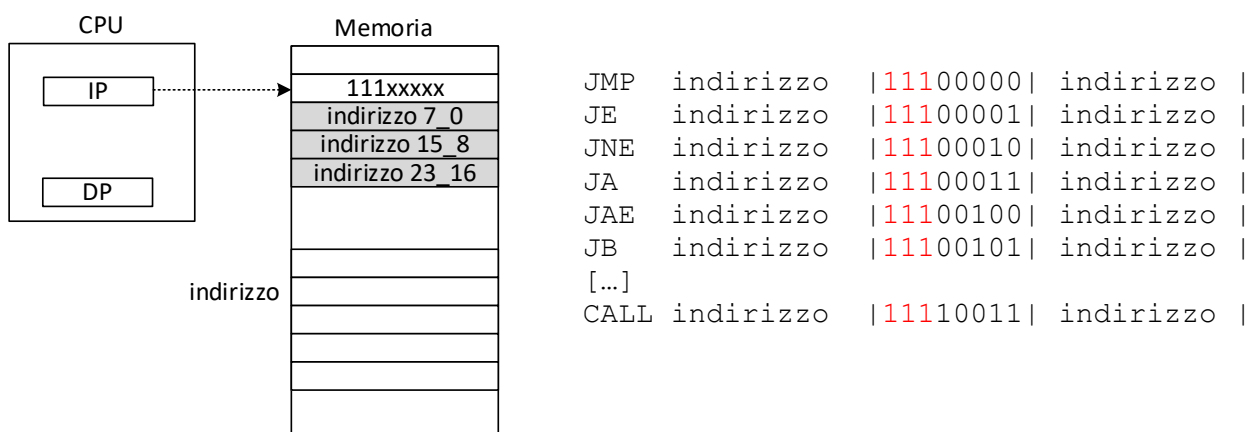 CPU
Memoria
IP
111xxxxx
indirizzo 7_0
indirizzo 15_8
indirizzo 23_16
DP
indirizzo
JMP indirizzo |11100000| indirizzo |
JE indirizzo |11100001| indirizzo |
JNE indirizzo |11100010| indirizzo |
JA indirizzo |11100011| indirizzo |
JAE indirizzo |11100100| indirizzo |
JB indirizzo |11100101| indirizzo |
[…]
CALL indirizzo |11110011| indirizzo |